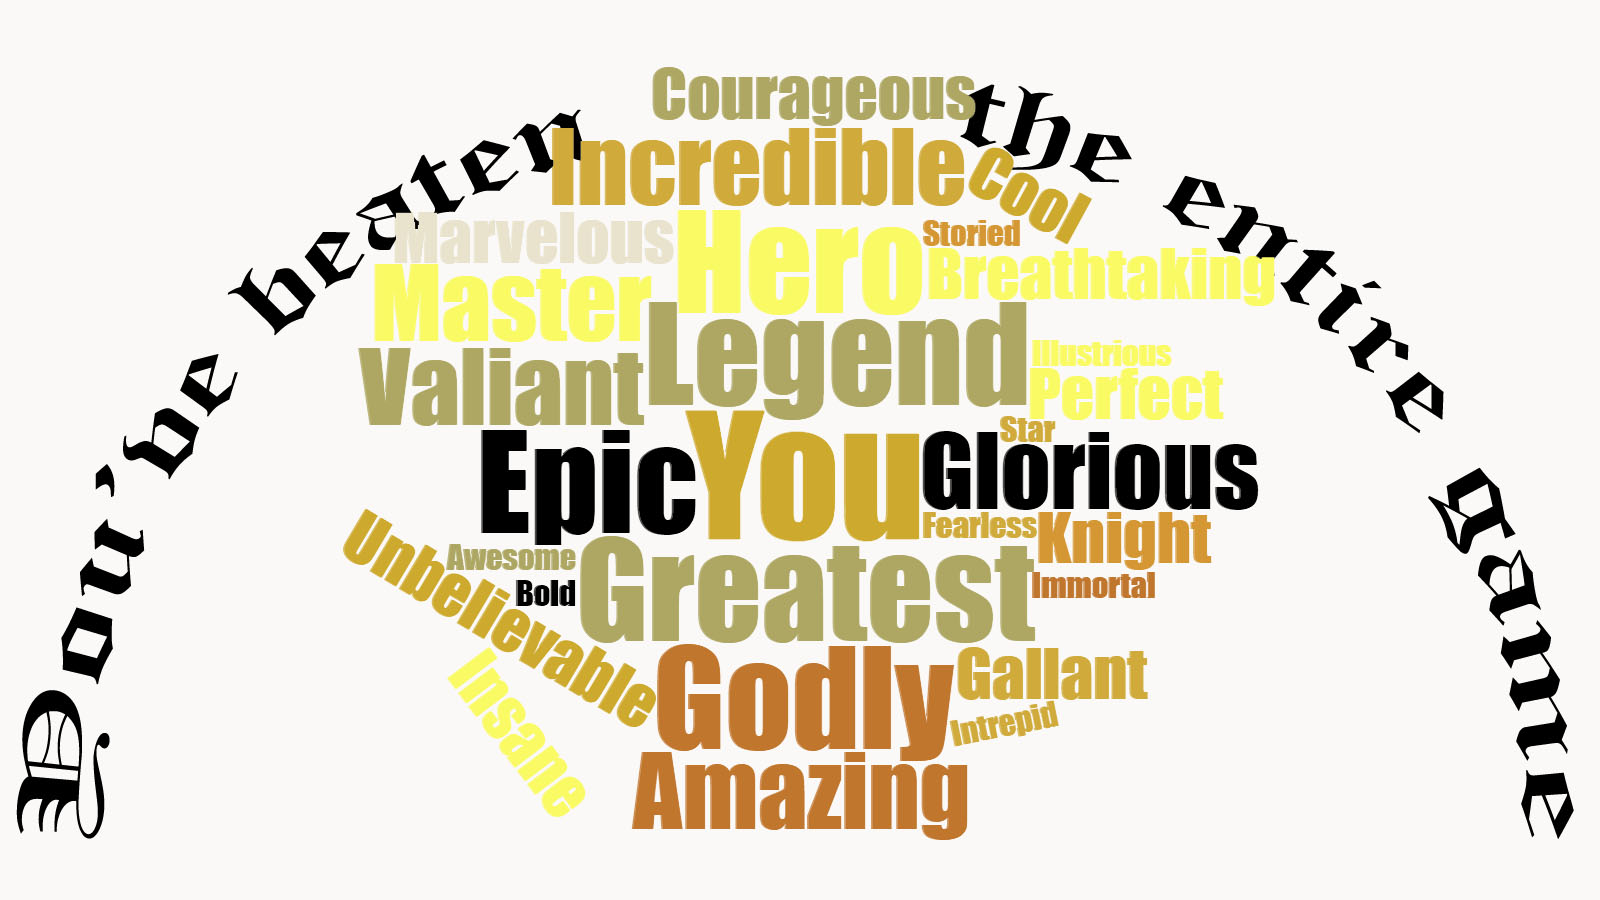 You've beaten the entire game
Courageous
Incredible
Cool
Marvelous
Hero
Storied
Master
Breathtaking
Legend
Valiant
Illustrious
Perfect
Star
Epic
You
Glorious
Fearless
Knight
Unbelievable
Awesome
Greatest
Bold
Immortal
Insane
Godly
Gallant
Intrepid
Amazing